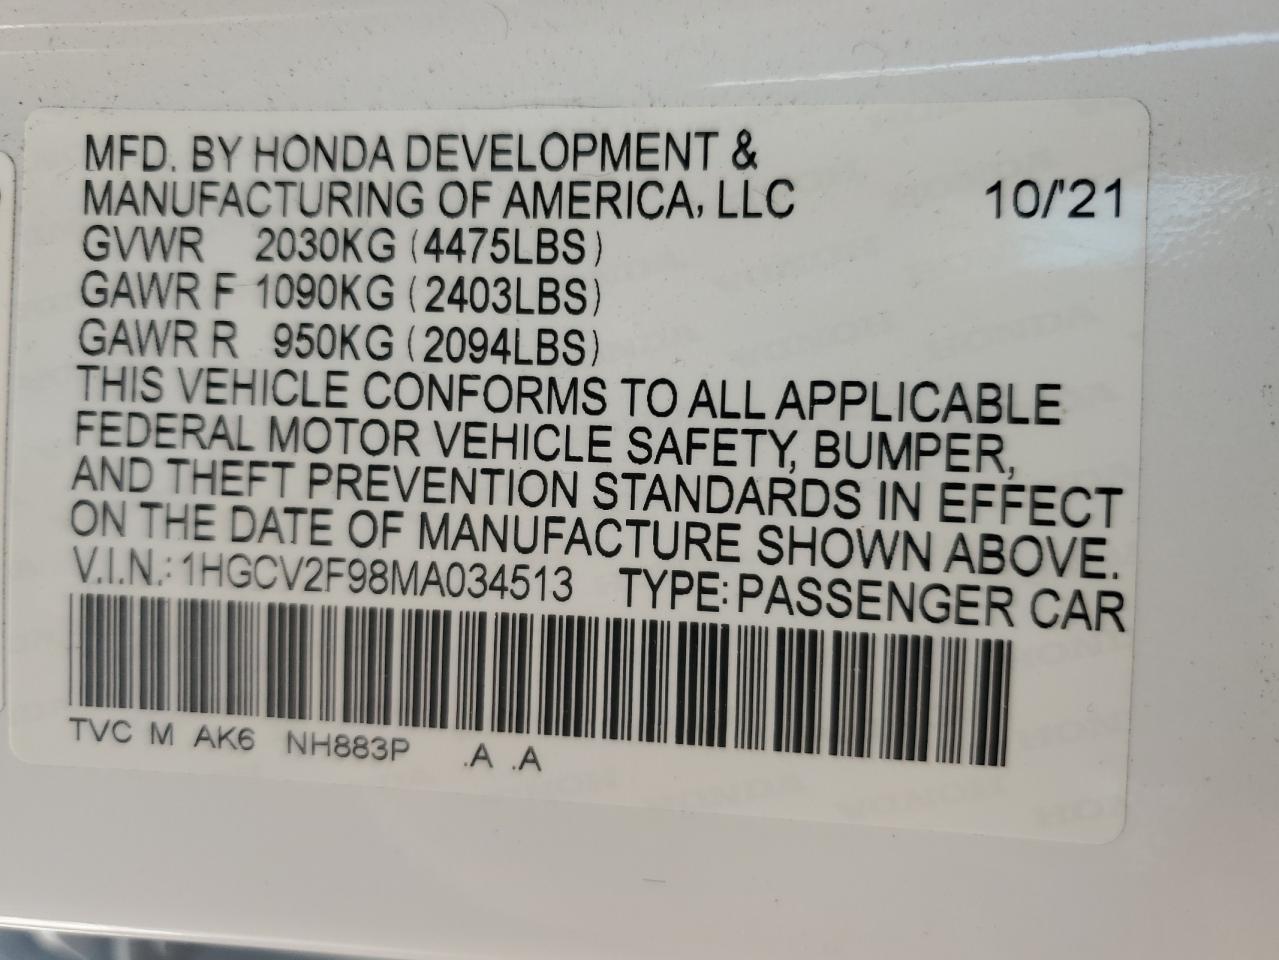 MFD. BY HONDA DEVELOPMENT &
MANUFACTURING OF AMERICA, LLC 10/'21
GVWR 2030KG (4475LBS)
GAWR F 1090KG (2403LBS)
GAWR R 950KG (2094LBS)
THIS VEHICLE CONFORMS TO ALL APPLICABLE
FEDERAL MOTOR VEHICLE SAFETY, BUMPER,
AND THEFT PREVENTION STANDARDS IN EFFECT
ON THE DATE OF MANUFACTURE SHOWN ABOVE.
V.I.N.: 1HGCV2F98MA034513 TYPE: PASSENGER CAR
TVC M AK6 NH883P .A .A